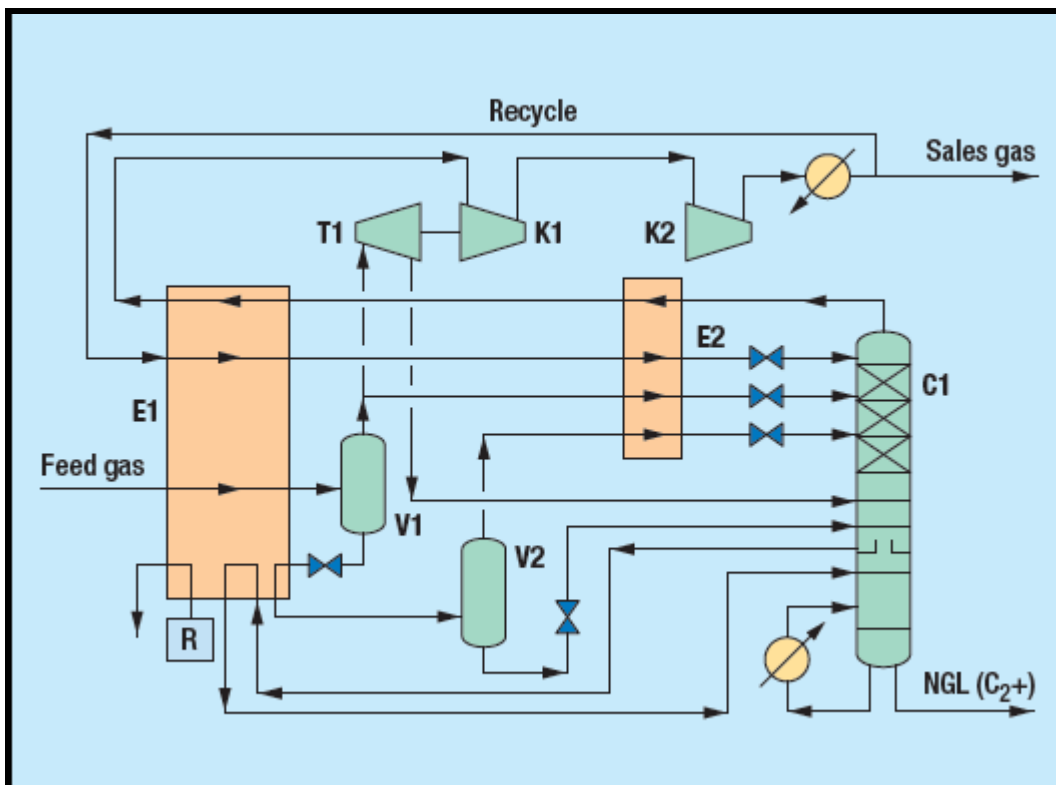 Recycle
Sales gas
T1
K1
K2
E2
C1
E1
Feed gas
V1
V2
R
NGL (C₂+)